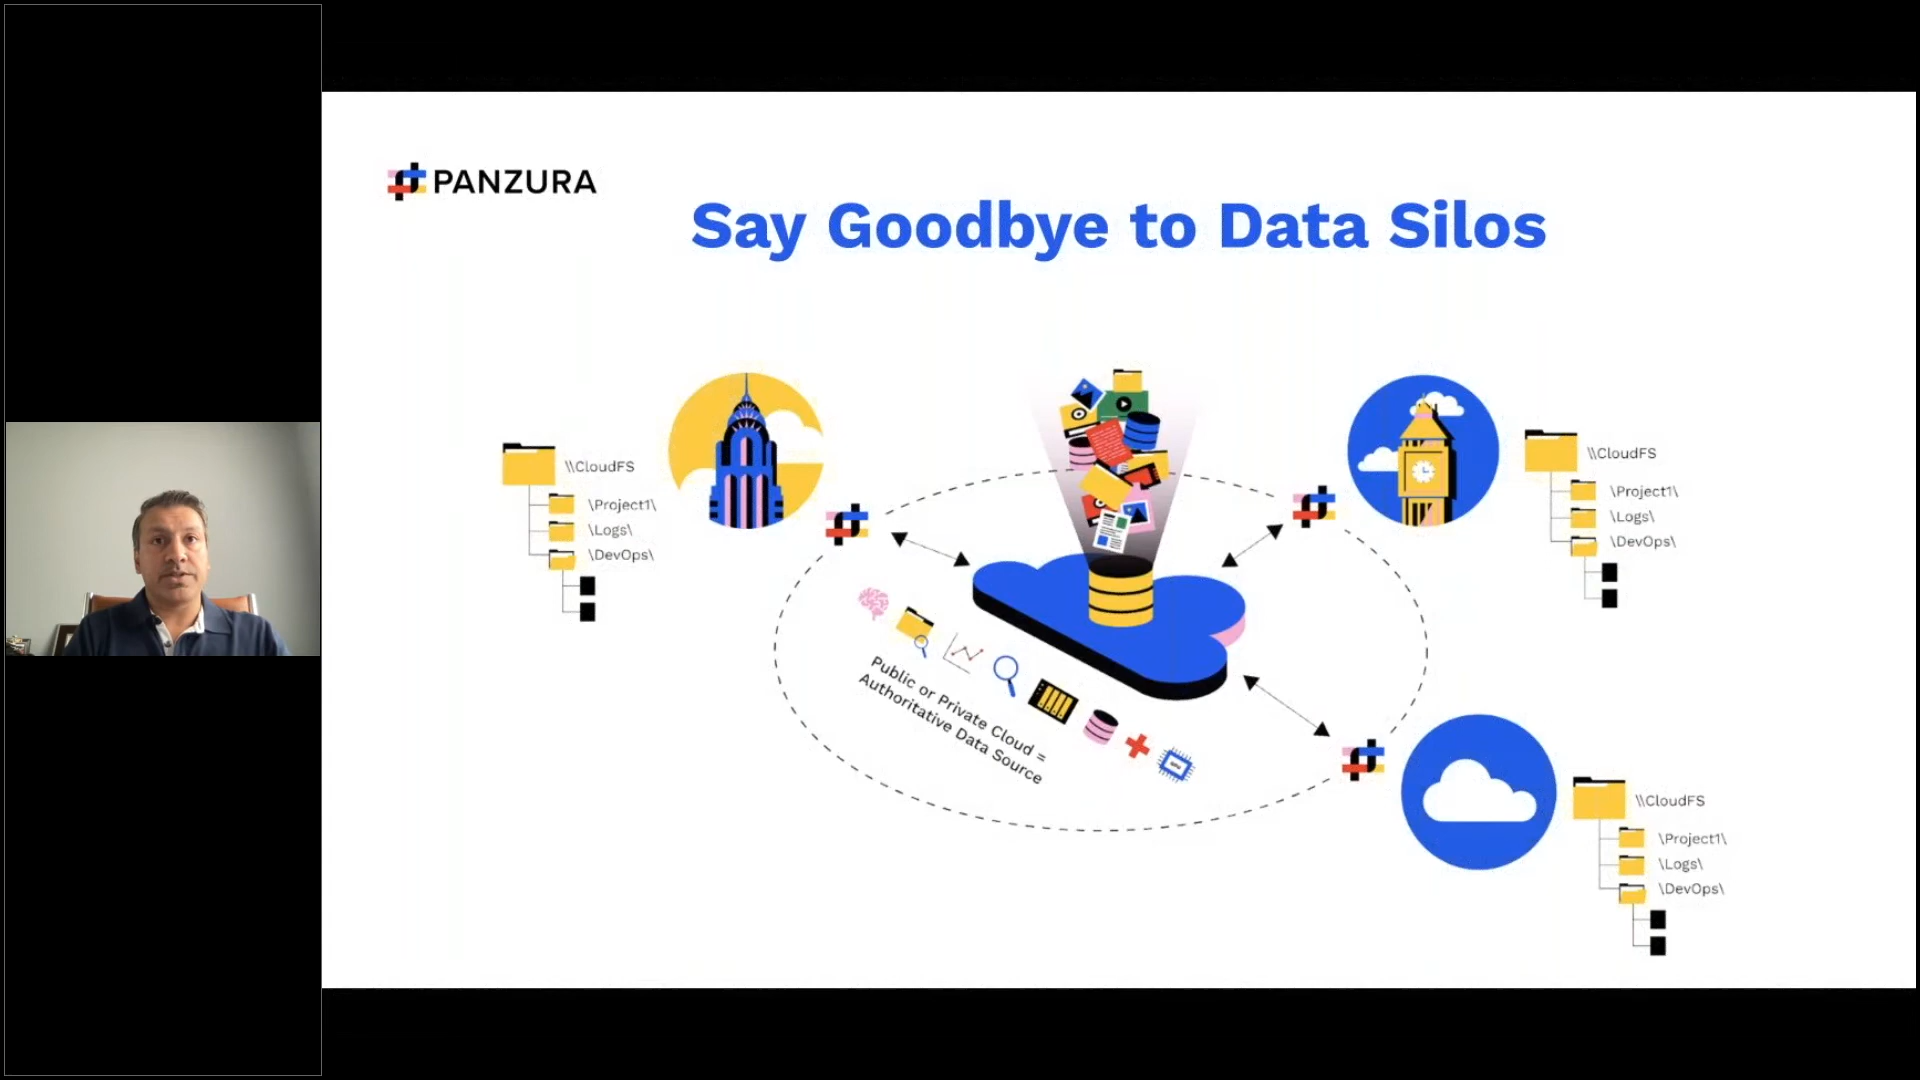 PANZURA
Say Goodbye to Data Silos
\\CloudFS
\Project1\
\Logs\
\DevOps\
\\CloudFS
\Project1\
\Logs\
\DevOps\
Public or Private Cloud =
Authoritative Data Source
\\CloudFS
\Project1\
\Logs\
\DevOps\